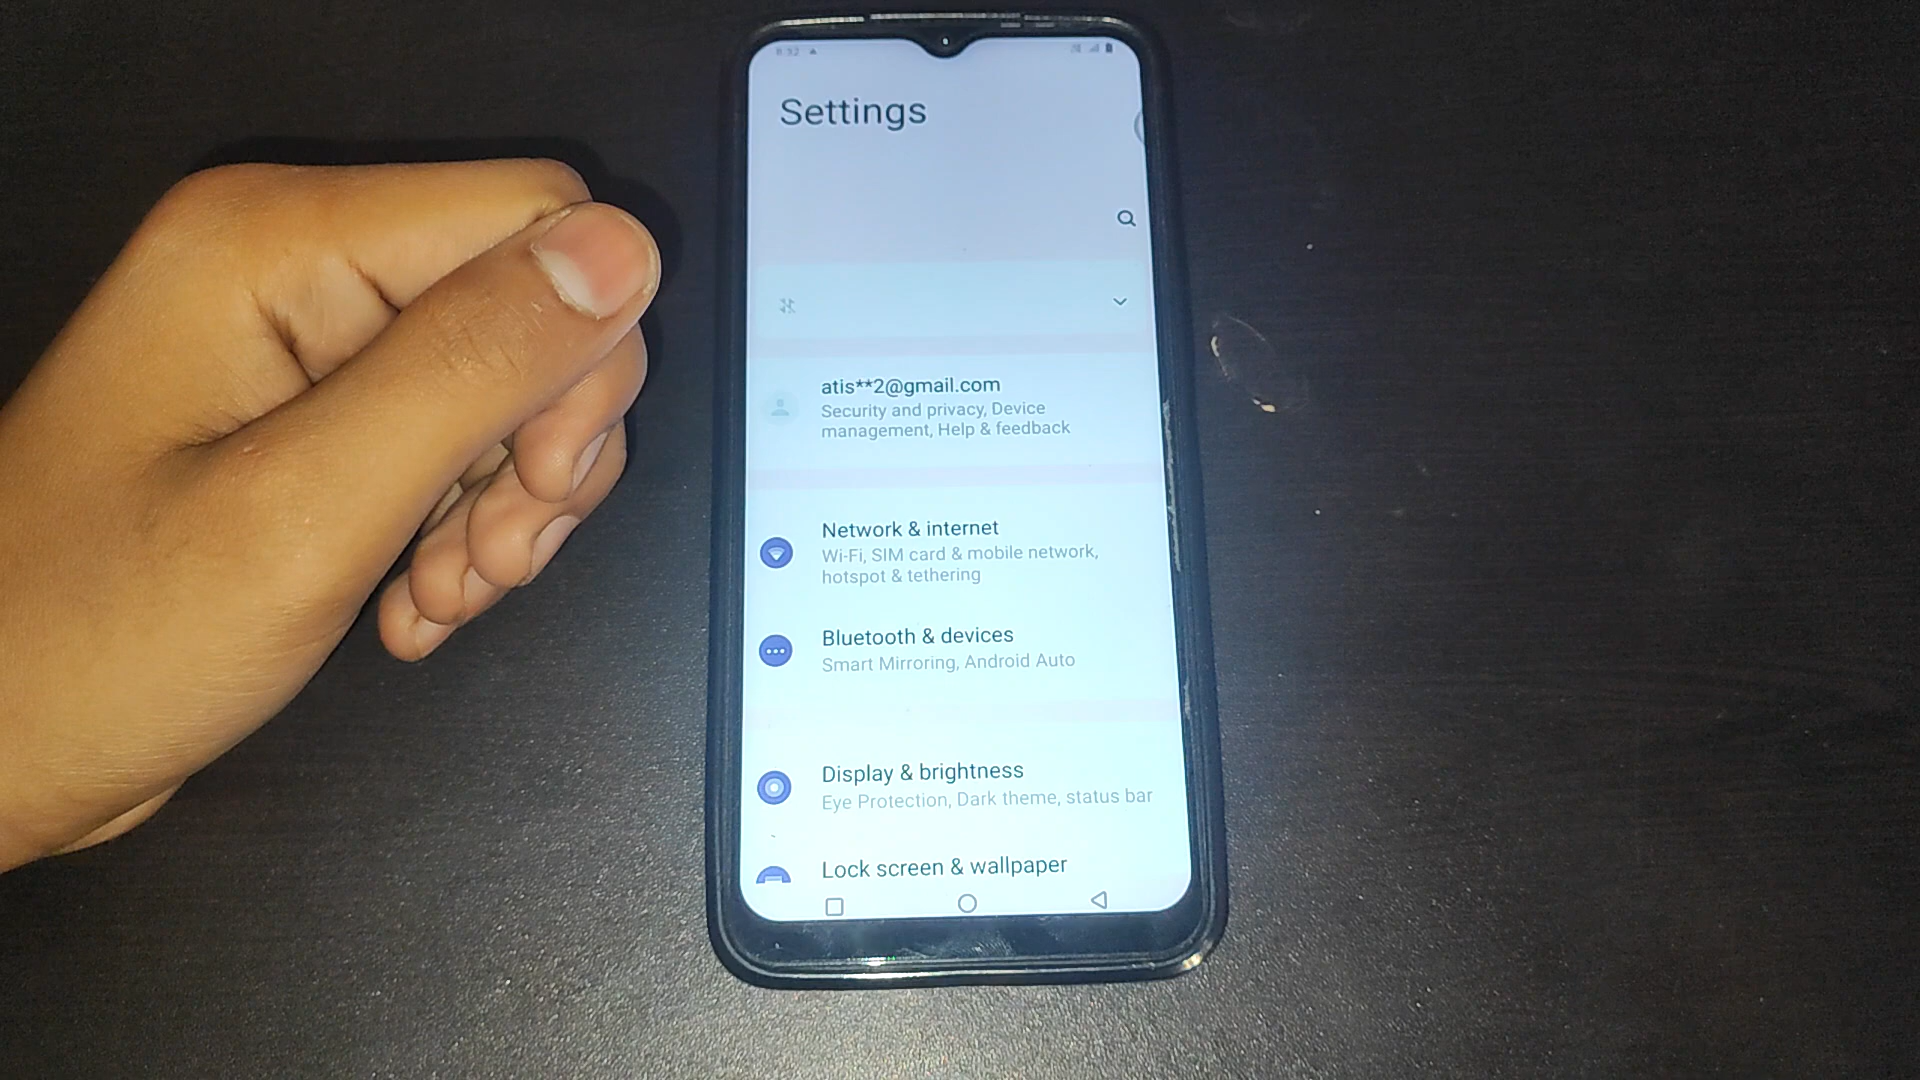 8:32
Settings
atis**2@gmail.com
Security and privacy, Device
management, Help & feedback
Network & internet
Wi-Fi, SIM card & mobile network,
hotspot & tethering
Bluetooth & devices
Smart Mirroring, Android Auto
Display & brightness
Eye Protection, Dark theme, status bar
Lock screen & wallpaper